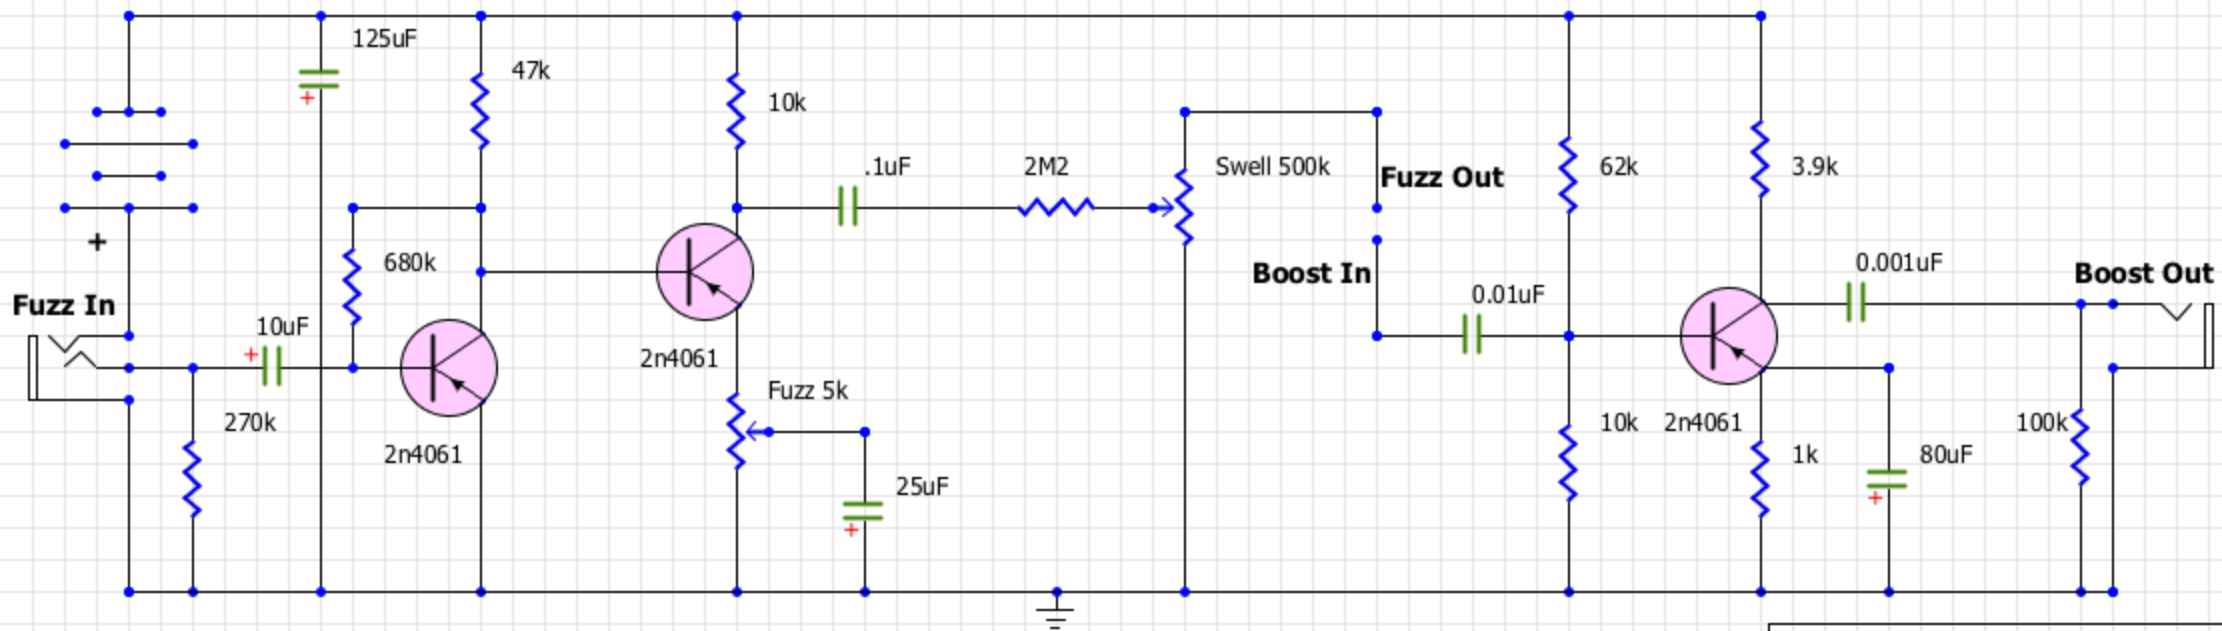 125uF
+
47k
10k
.1uF
2M2
Swell 500k
Fuzz Out
62k
3.9k
+
680k
Boost In
0.01uF
0.001uF
Boost Out
Fuzz In
10uF
+
2n4061
Fuzz 5k
270k
2n4061
25uF
+
10k
2n4061
1k
80uF
+
100k